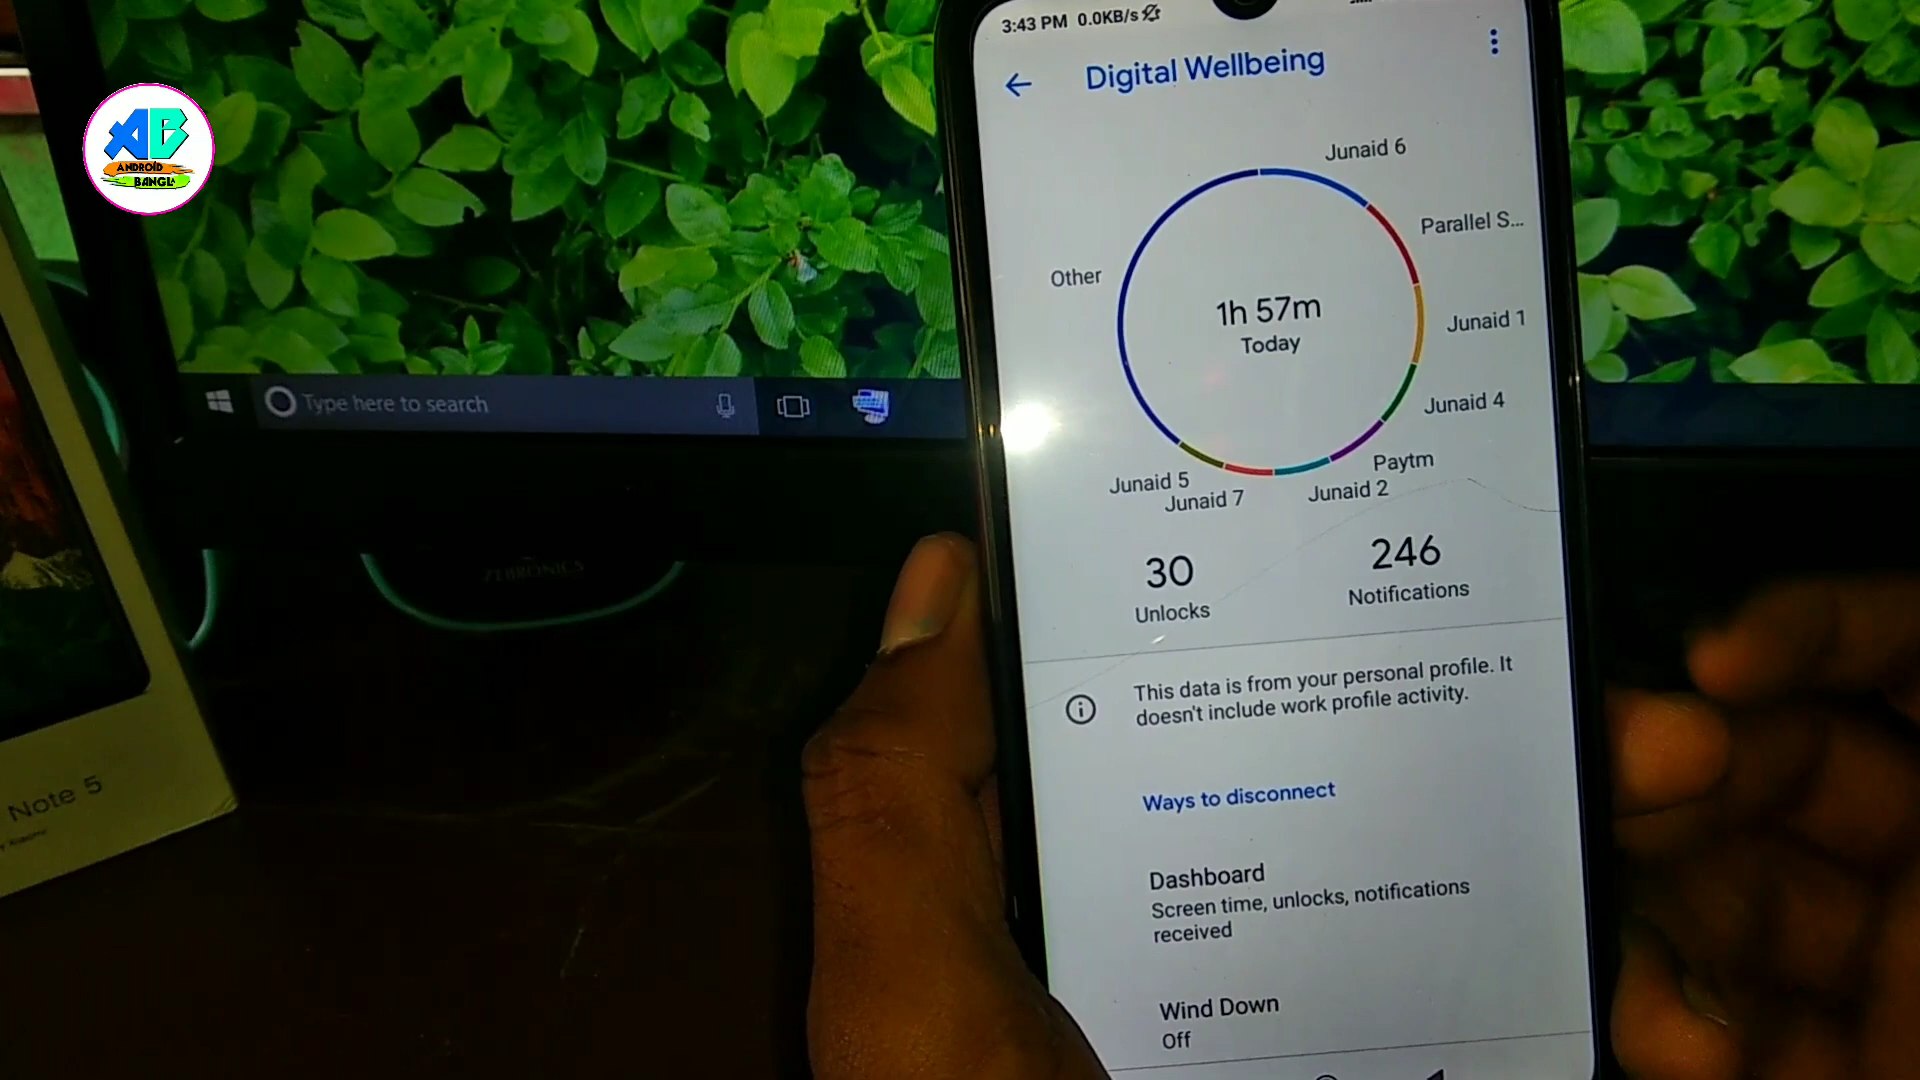 ANDROID
BANGLA
Type here to search
ZEBRONICS
Note 5
Xiaomi
3:43 PM 0.0KB/s
Digital Wellbeing
Junaid 6
Parallel S...
Other
Junaid 1
1h 57m
Today
Junaid 4
Paytm
Junaid 5
Junaid 2
Junaid 7
30
246
Unlocks
Notifications
This data is from your personal profile. It
doesn't include work profile activity.
Ways to disconnect
Dashboard
Screen time, unlocks, notifications
received
Wind Down
Off